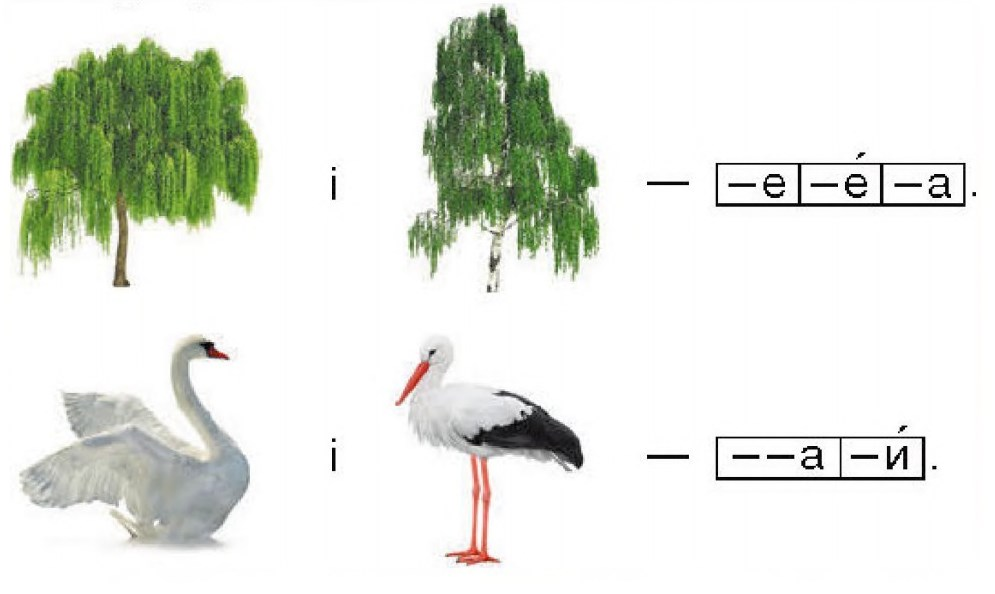 і — –е –е́ –а.
і — – –а –и́.